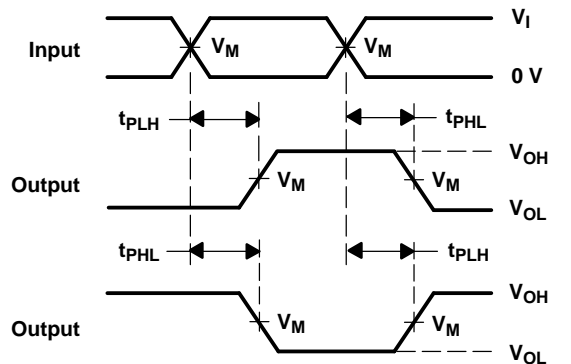 V_I
Input
V_M V_M
0 V
t_PLH t_PHL
V_OH
Output
V_M V_M
V_OL
t_PHL t_PLH
V_OH
Output
V_M V_M
V_OL